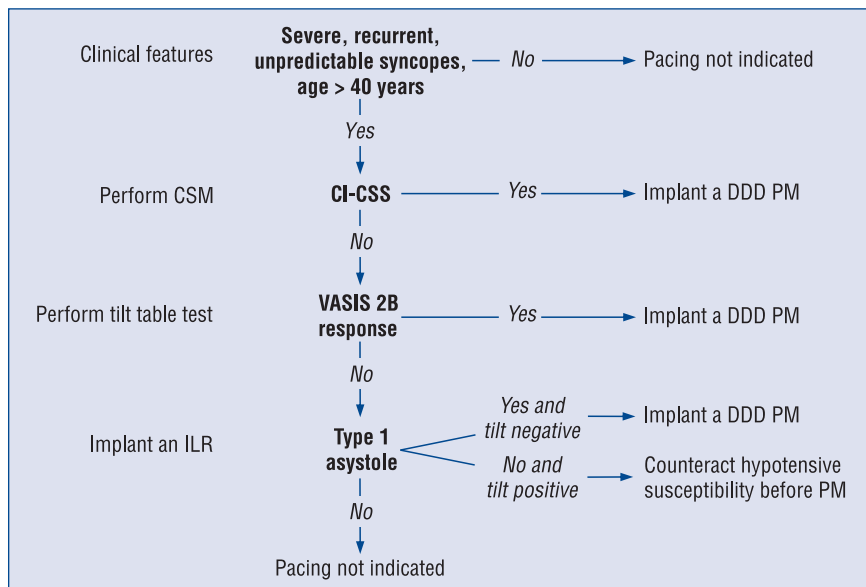 Clinical features
Severe, recurrent,
unpredictable syncopes,
age > 40 years
No
Pacing not indicated
Yes
Perform CSM
CI-CSS
Yes
Implant a DDD PM
No
Perform tilt table test
VASIS 2B
response
Yes
Implant a DDD PM
No
Implant an ILR
Type 1
asystole
Yes and
tilt negative
Implant a DDD PM
No and
tilt positive
Counteract hypotensive
susceptibility before PM
No
Pacing not indicated